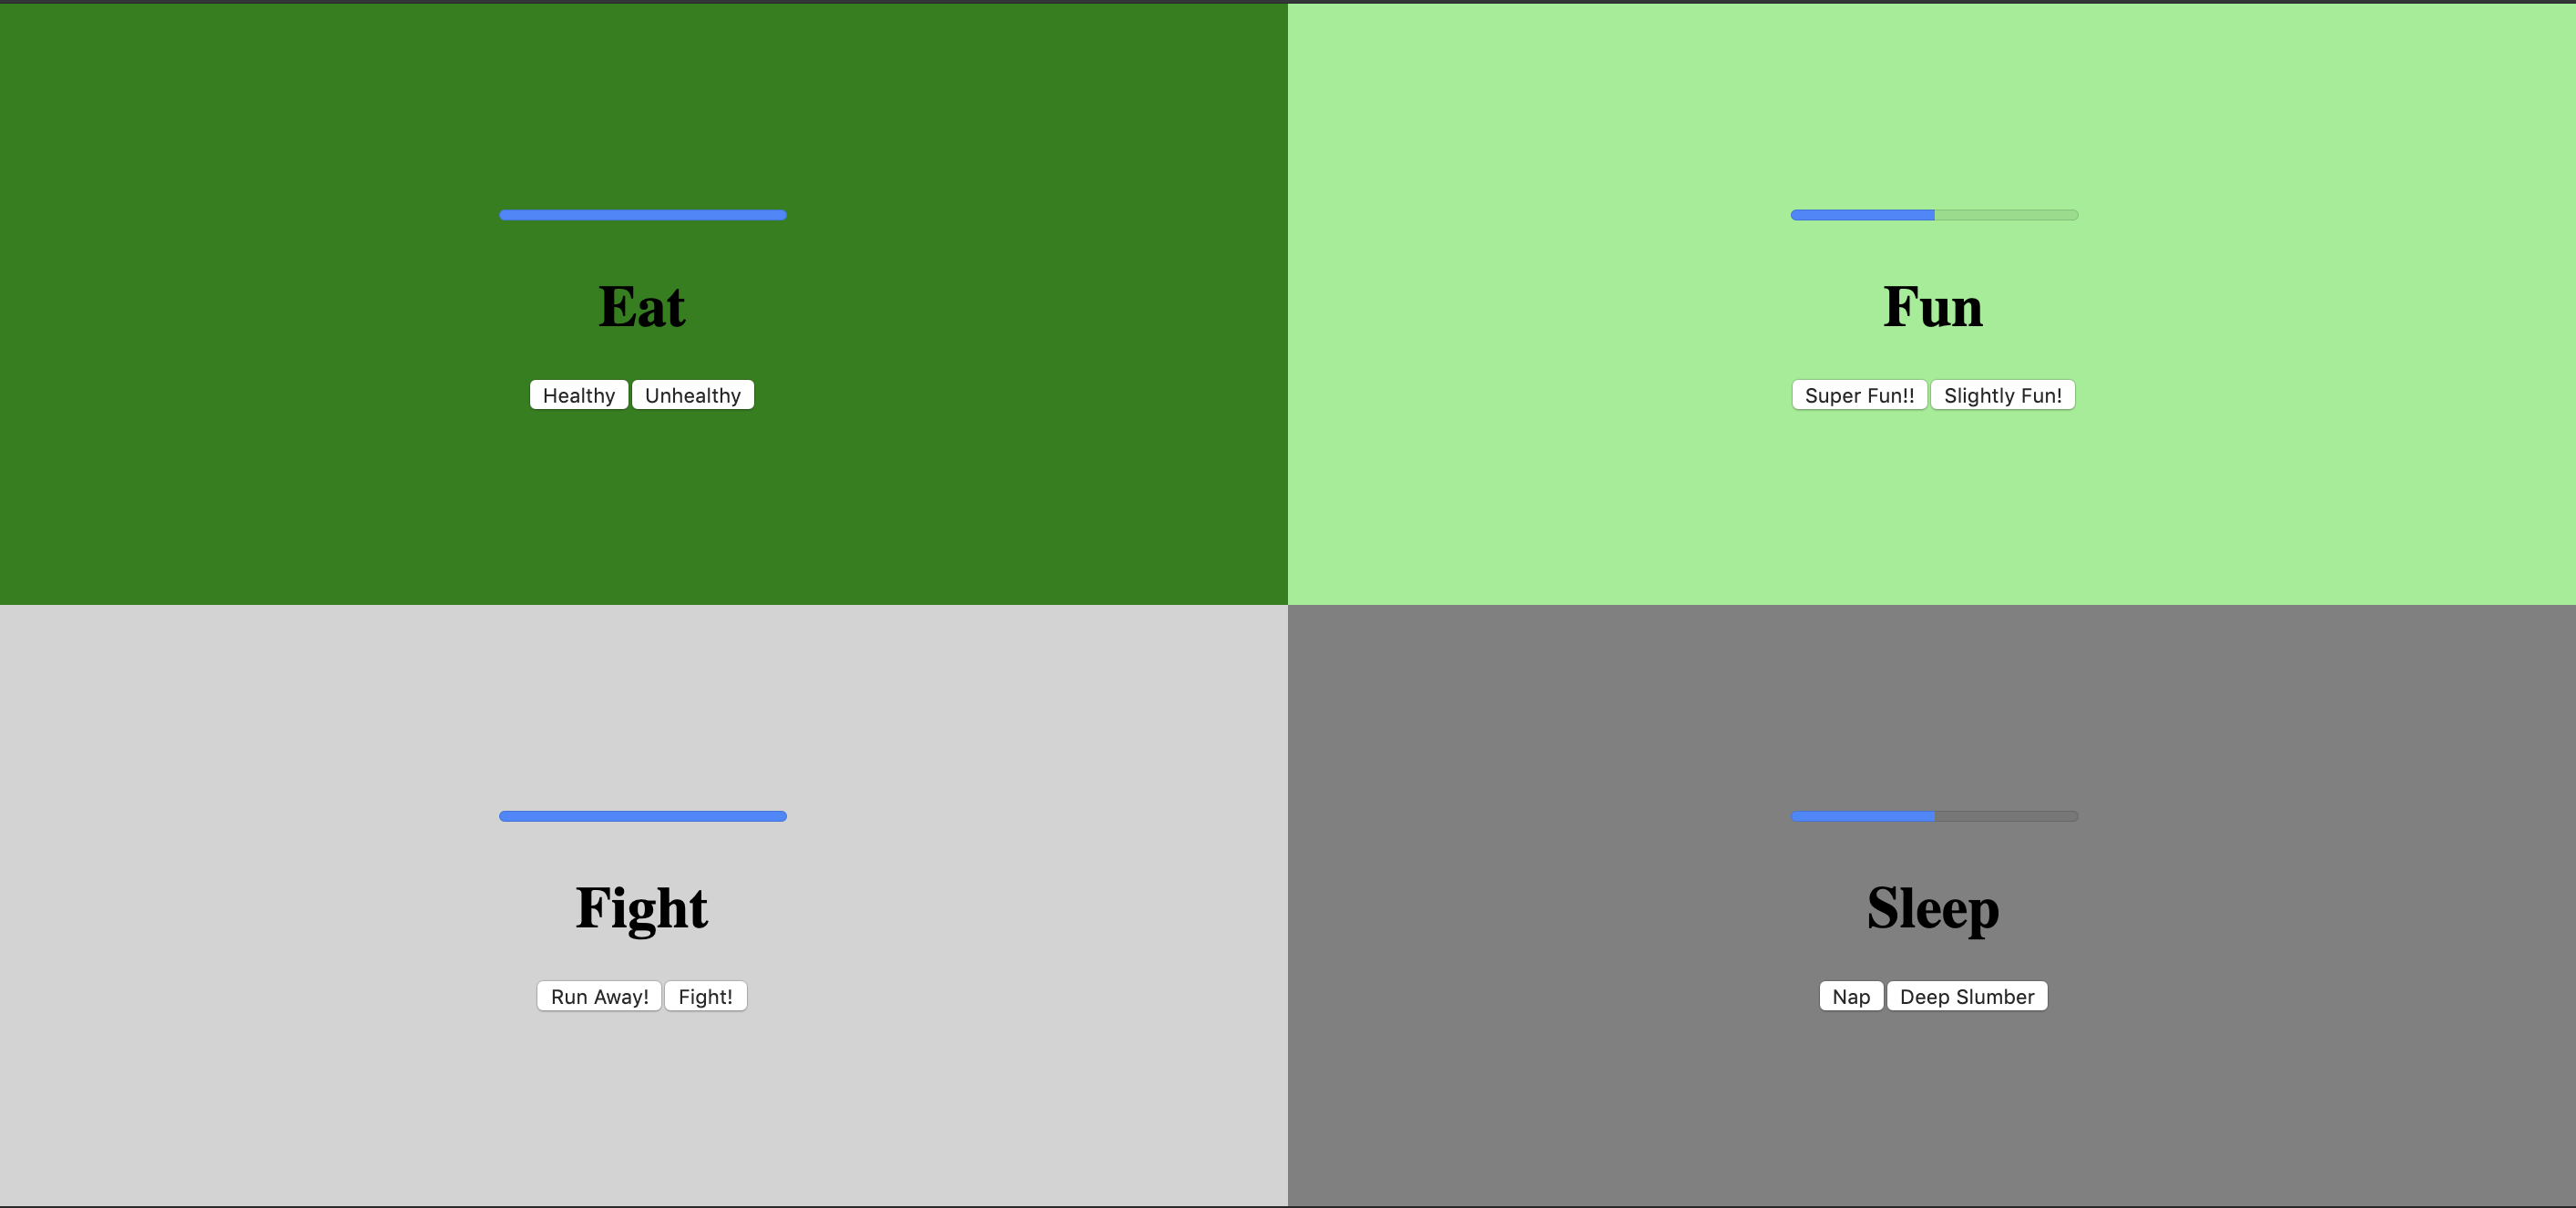 Eat
Healthy Unhealthy
Fun
Super Fun!! Slightly Fun!
Fight
Run Away! Fight!
Sleep
Nap Deep Slumber